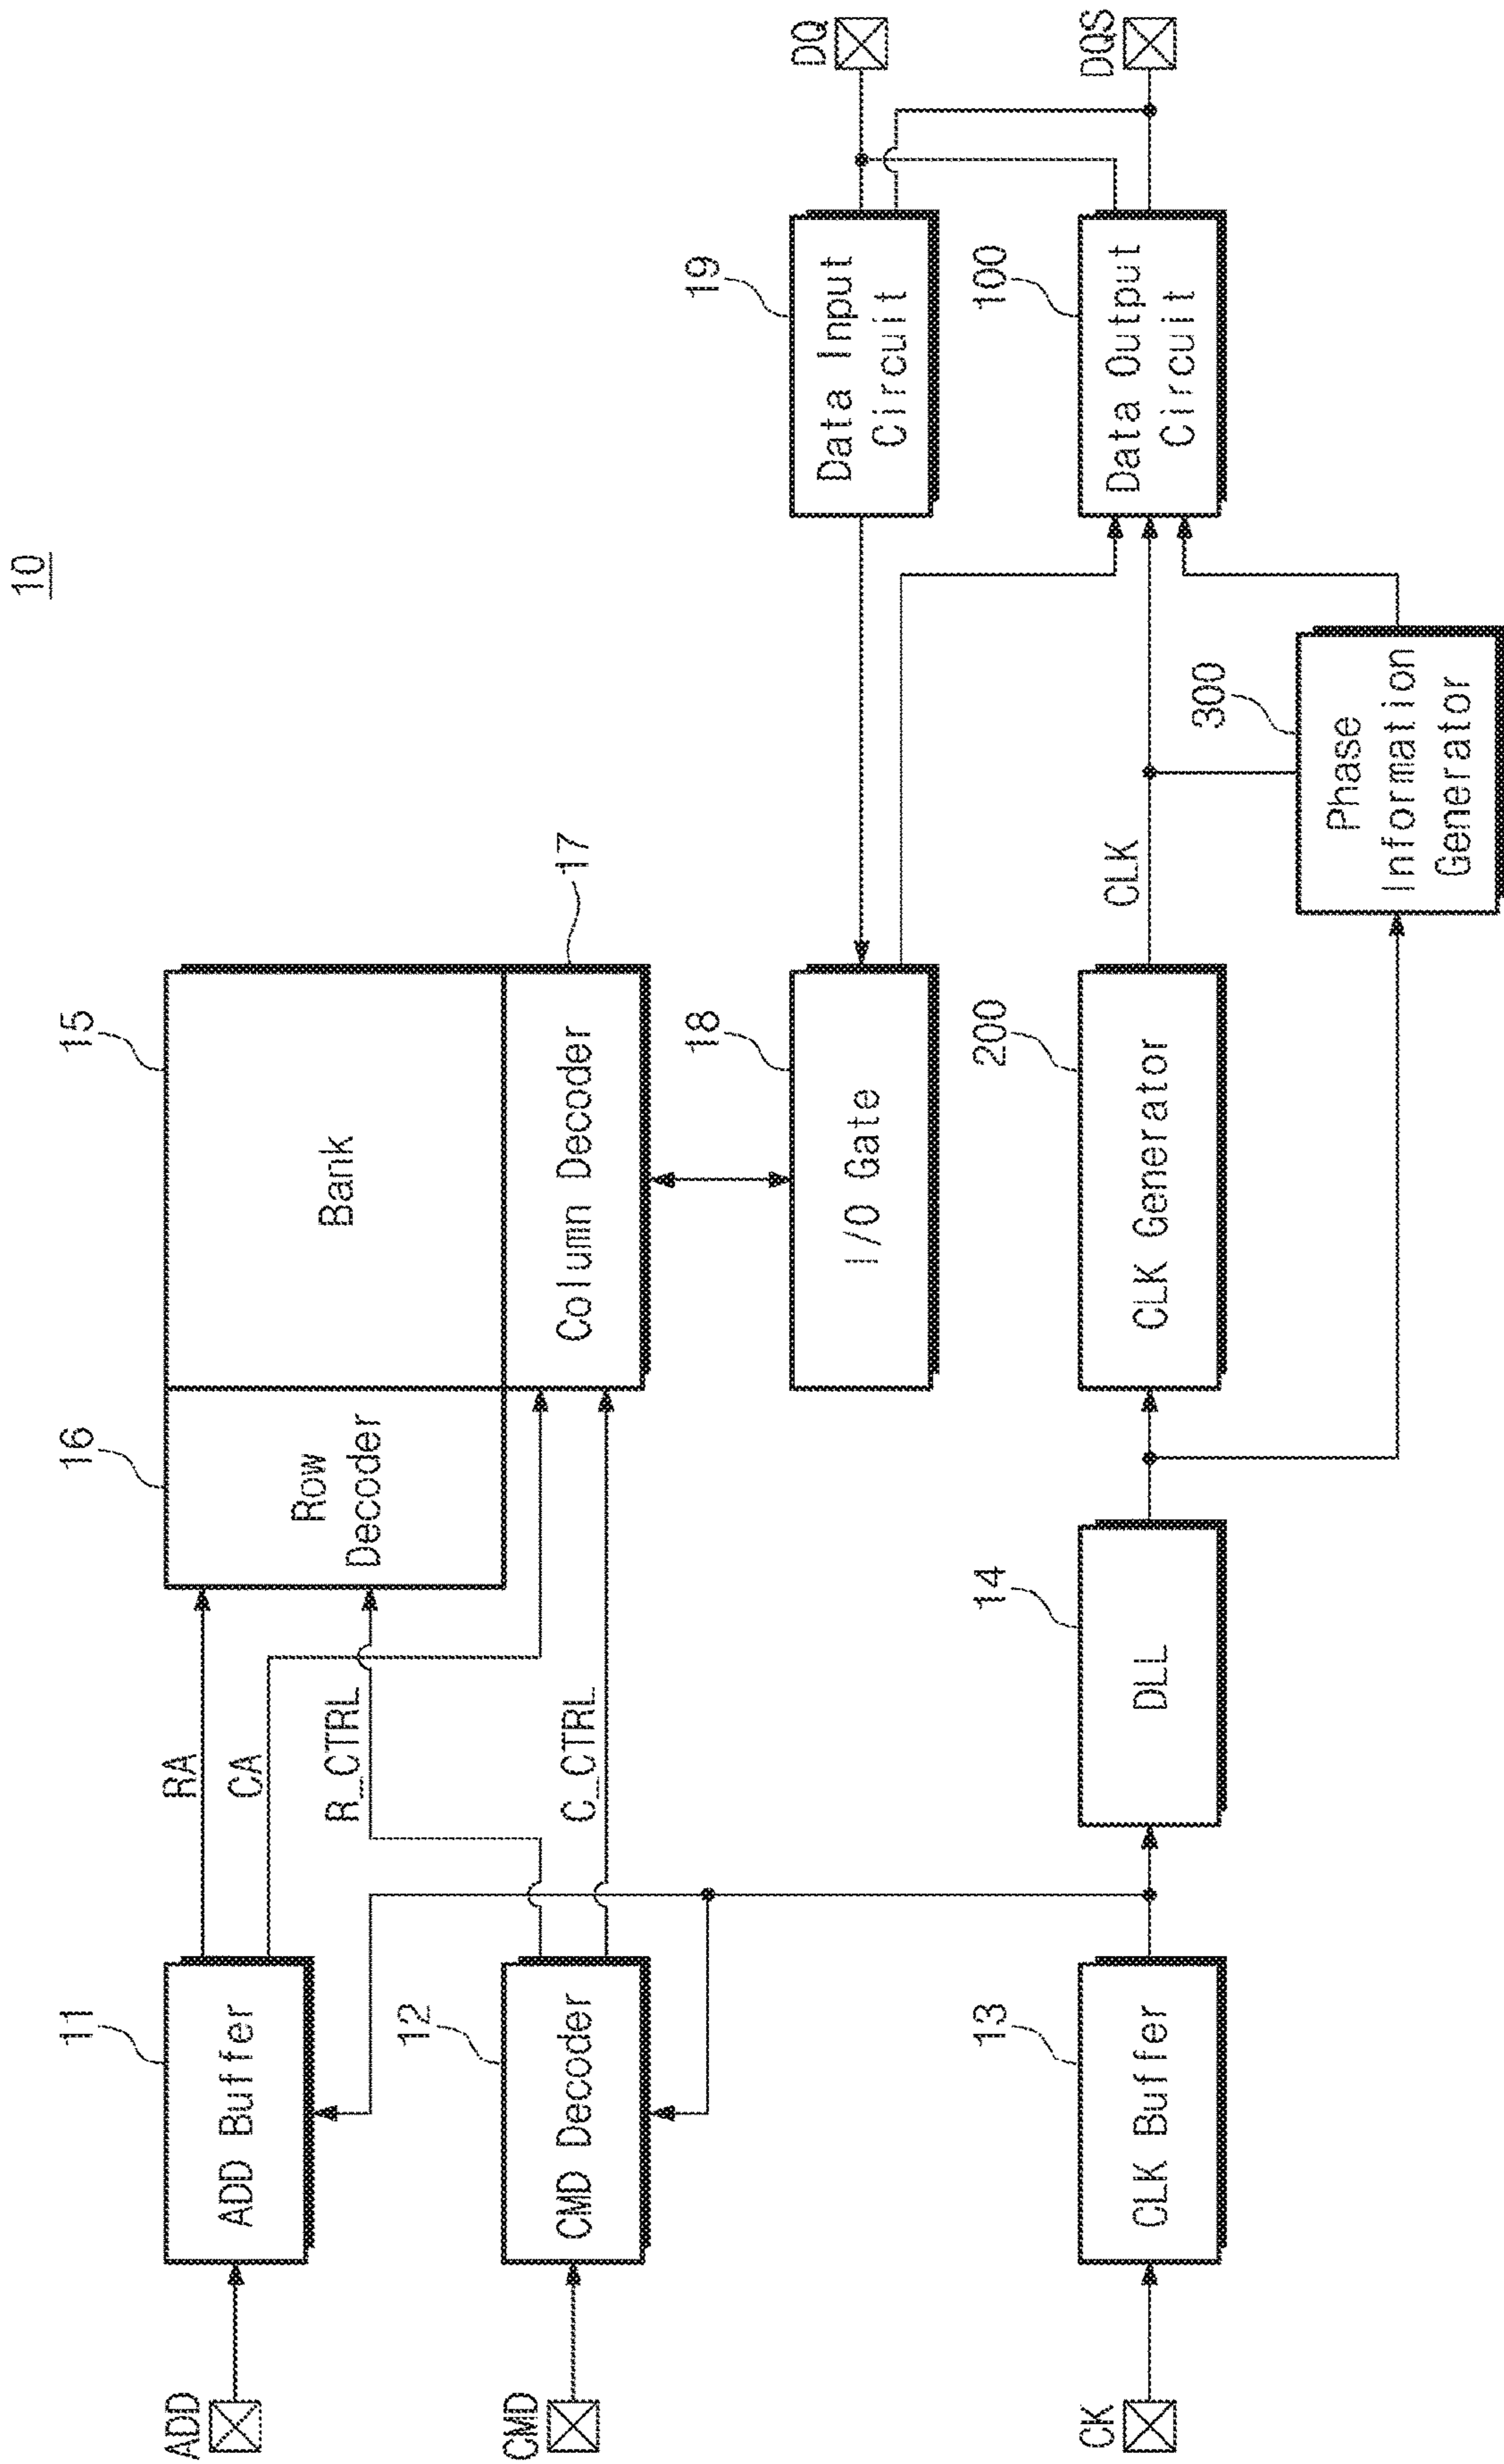 10
ADD
11
ADD Buffer
RA
CA
16
Row
Decoder
15
Bank
17
Column Decoder
CMD
12
CMD Decoder
R_CTRL
C_CTRL
18
I/O Gate
19
Data Input
Circuit
DQ
CK
13
CLK Buffer
14
DLL
200
CLK Generator
CLK
100
Data Output
Circuit
DQS
300
Phase
Information
Generator